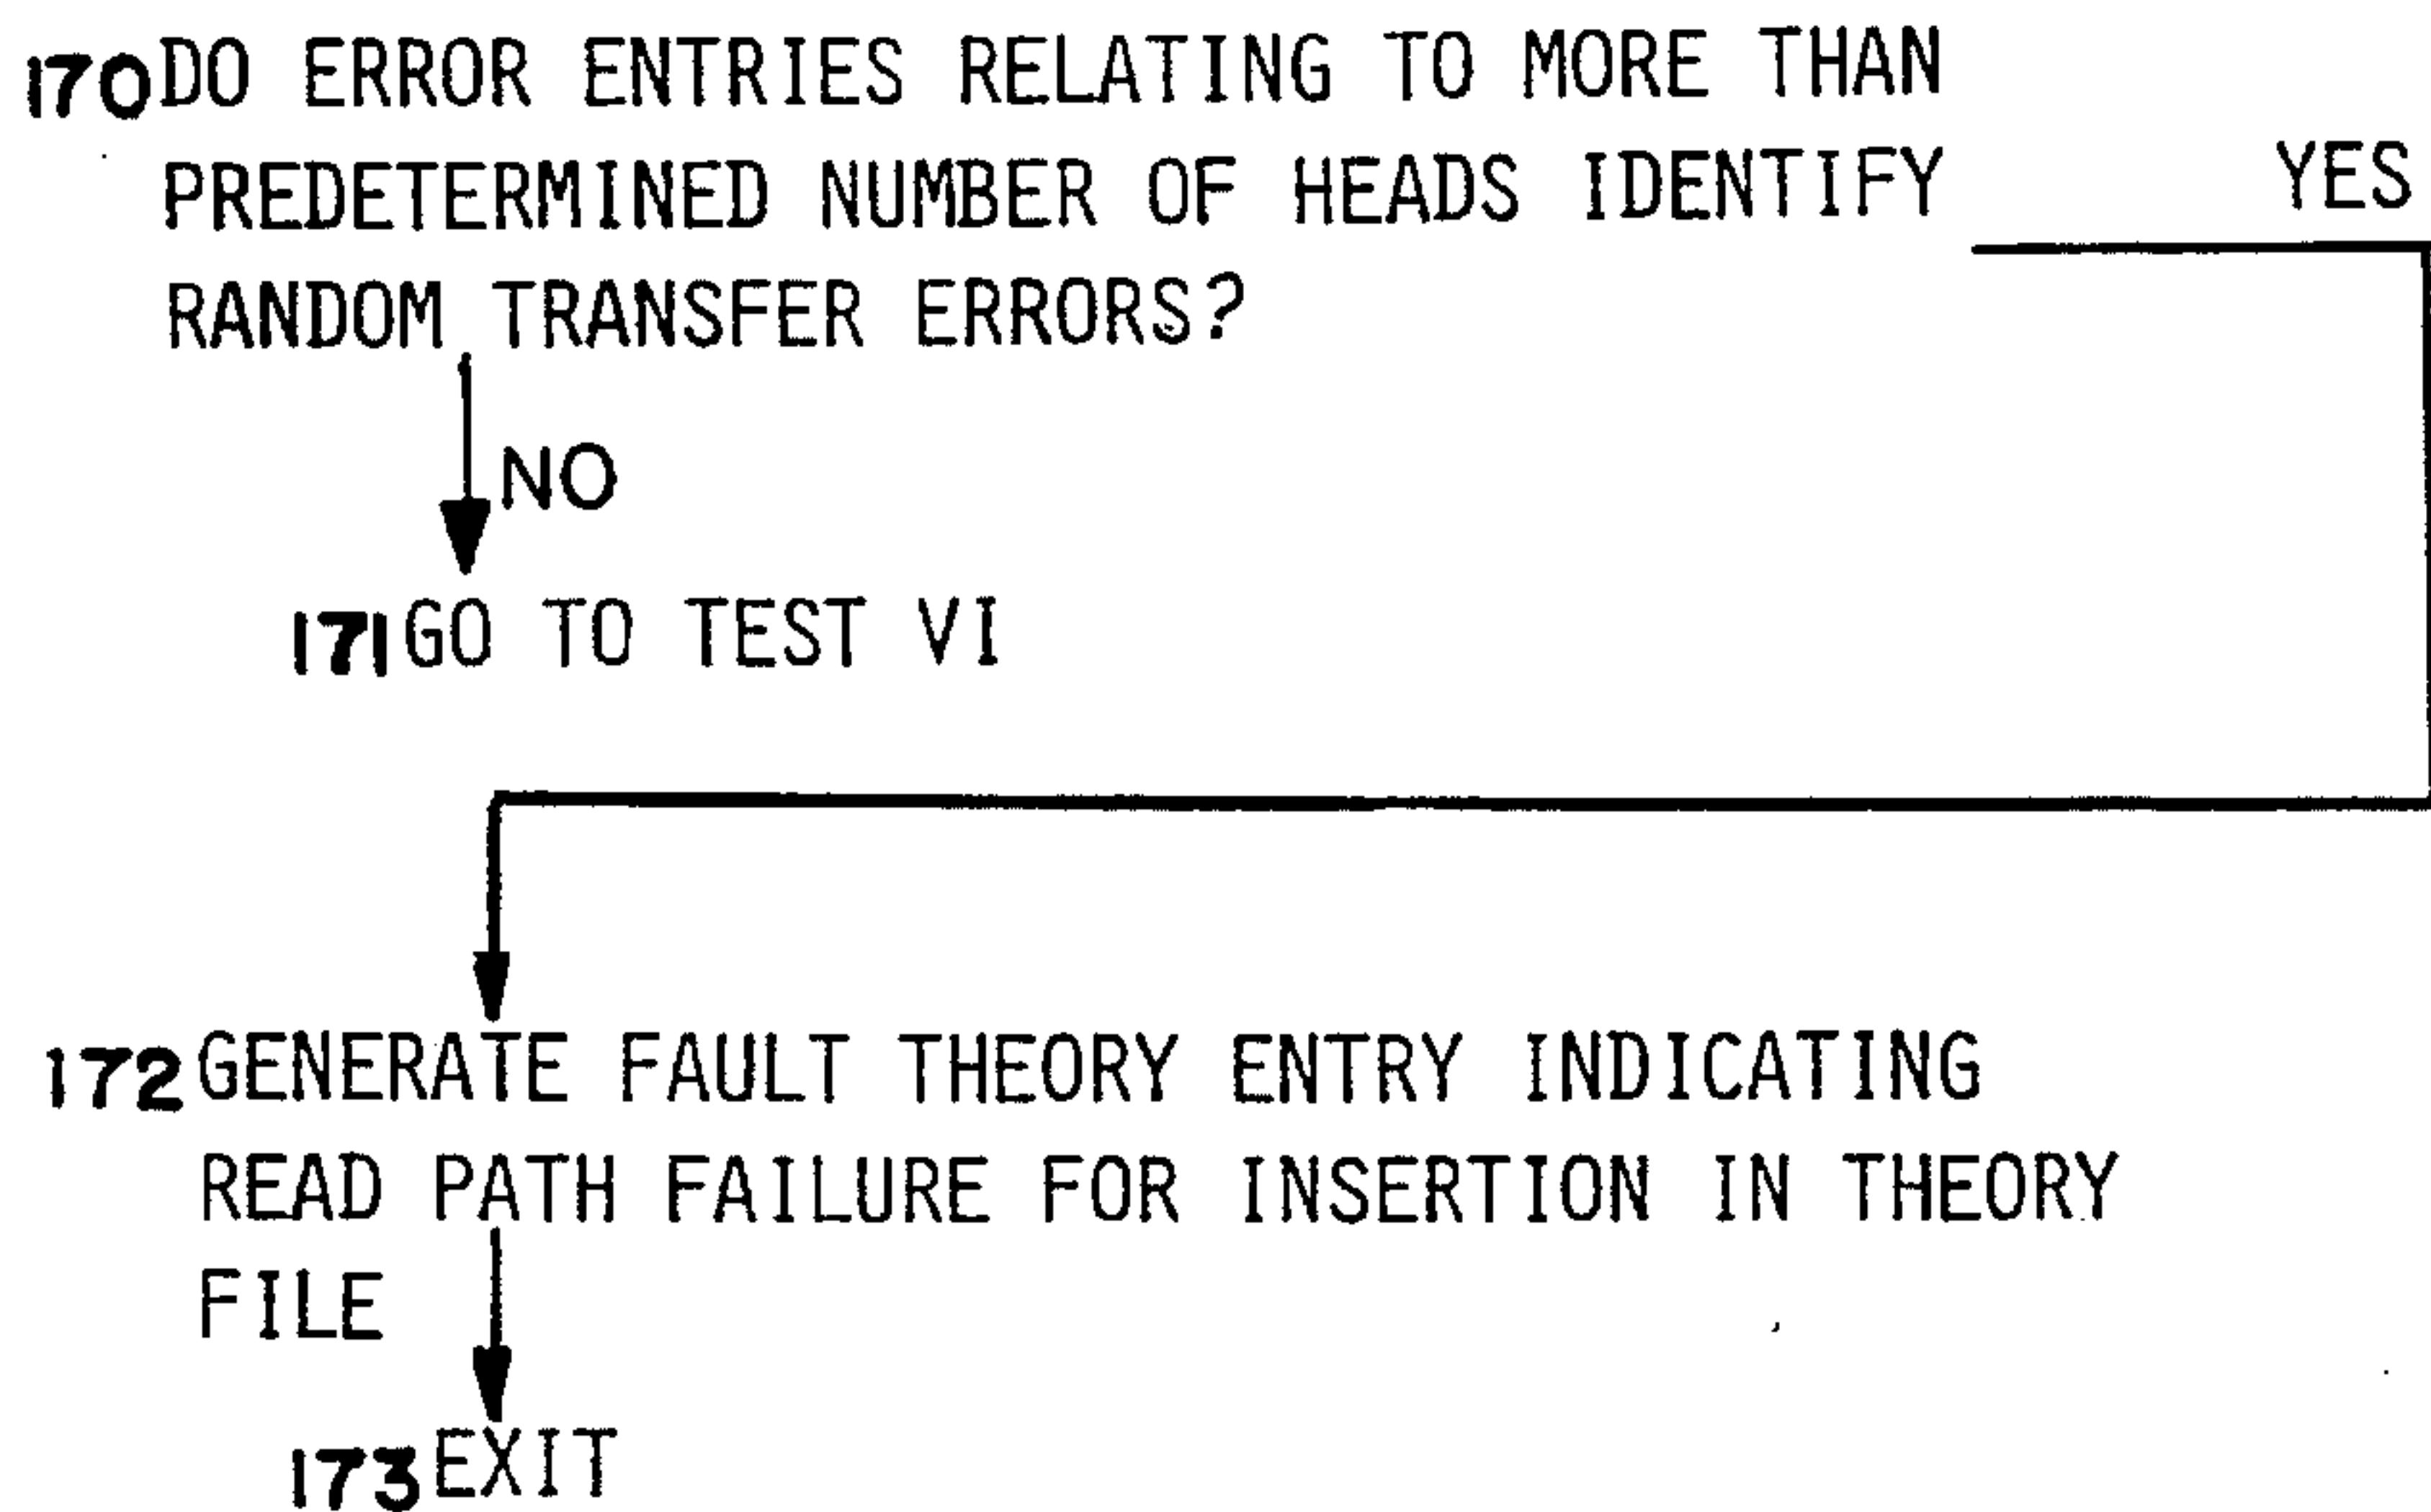 170 DO ERROR ENTRIES RELATING TO MORE THAN
PREDETERMINED NUMBER OF HEADS IDENTIFY YES
RANDOM TRANSFER ERRORS?
NO
171 GO TO TEST VI
172 GENERATE FAULT THEORY ENTRY INDICATING
READ PATH FAILURE FOR INSERTION IN THEORY
FILE
173 EXIT